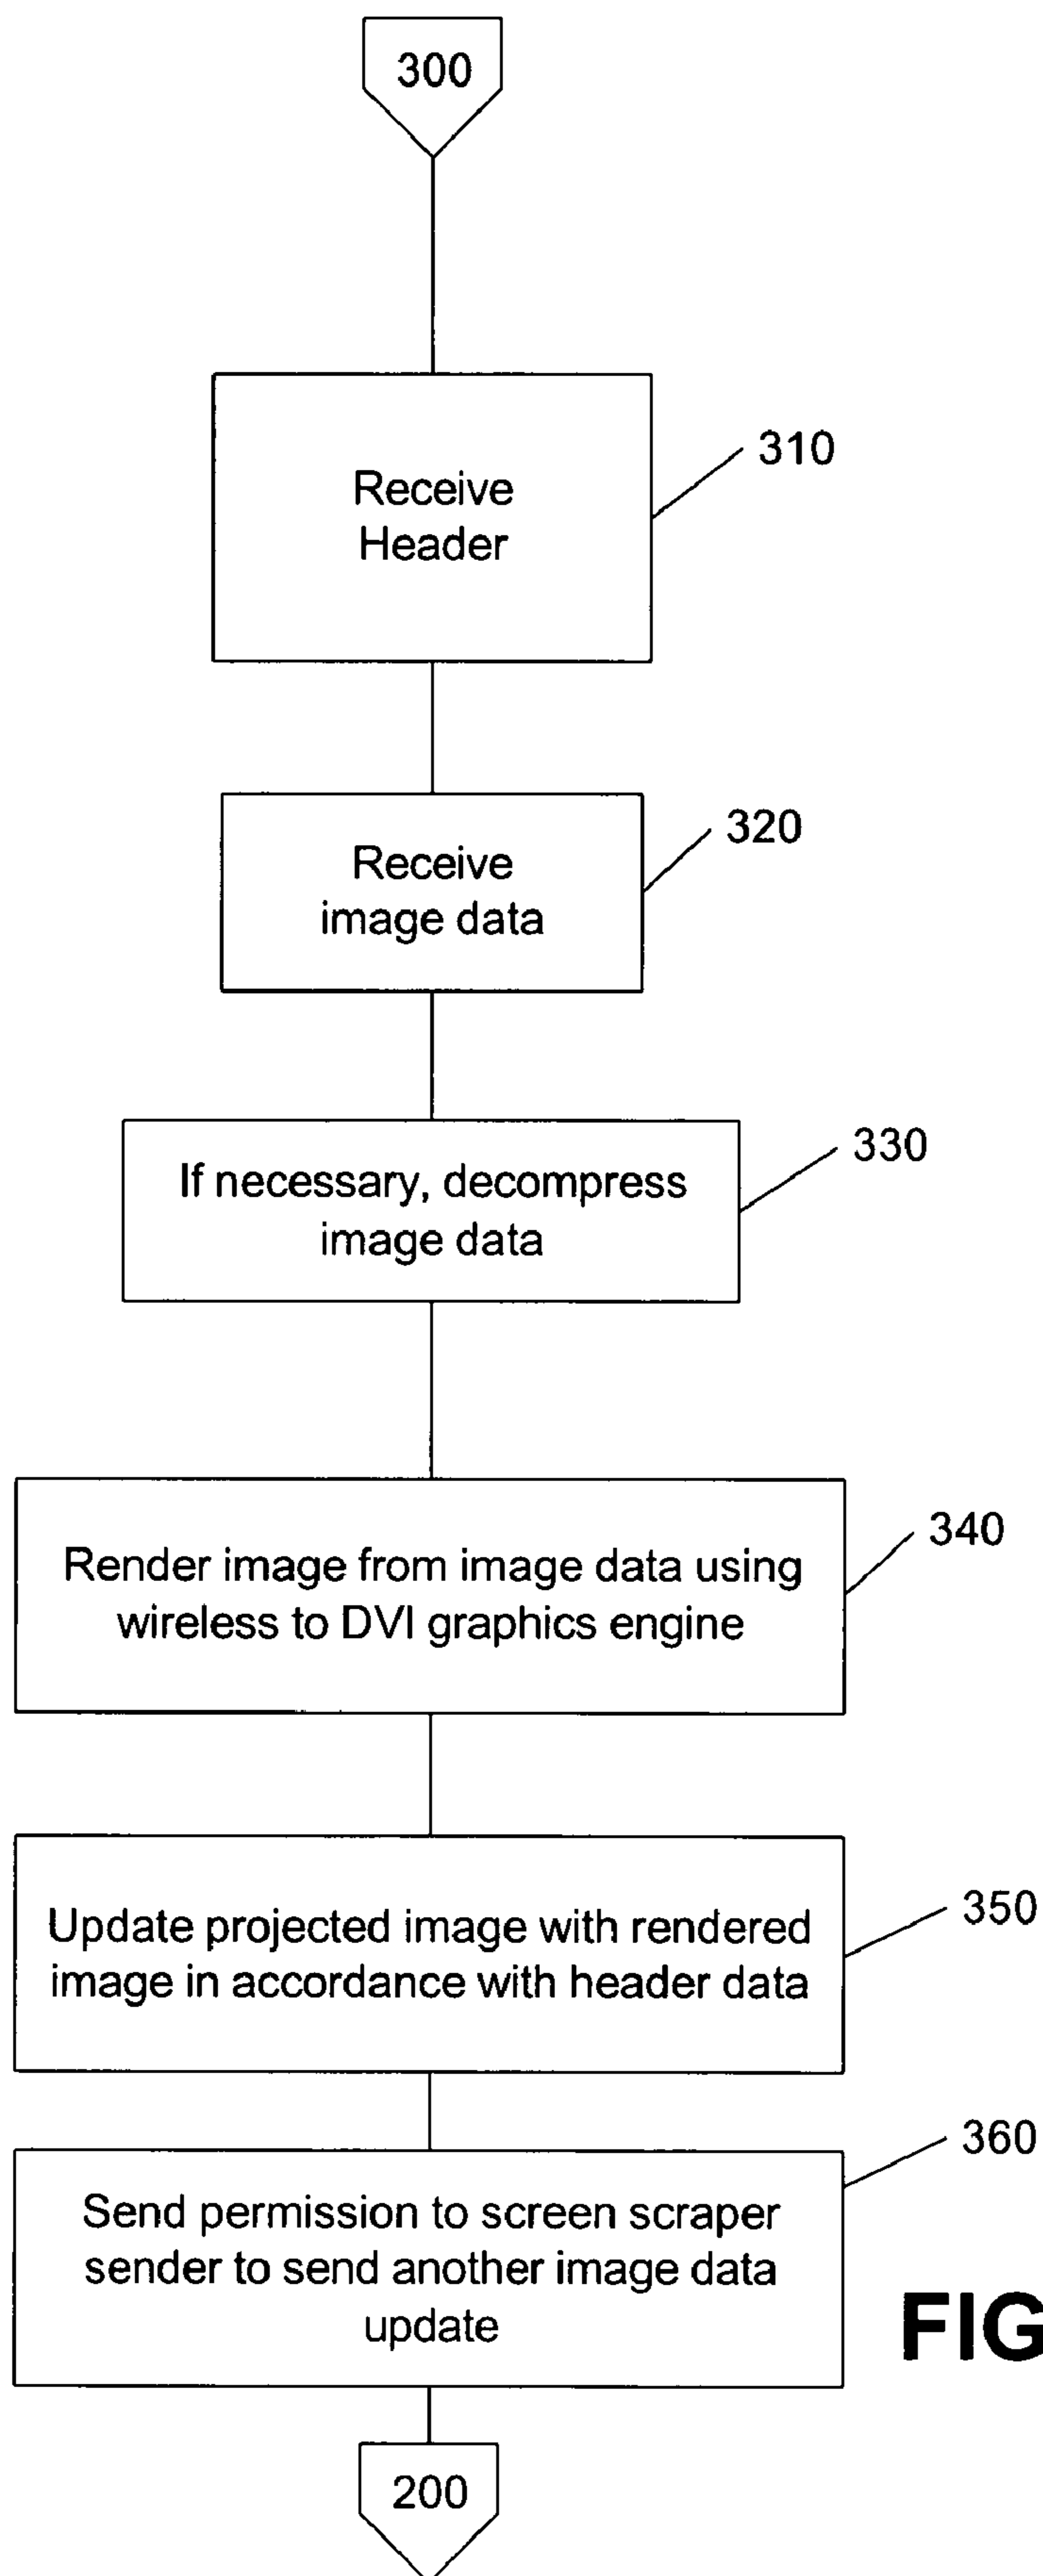 300
310
Receive
Header
320
Receive
image data
330
If necessary, decompress
image data
340
Render image from image data using
wireless to DVI graphics engine
350
Update projected image with rendered
image in accordance with header data
360
Send permission to screen scraper
sender to send another image data
update
FIG
200